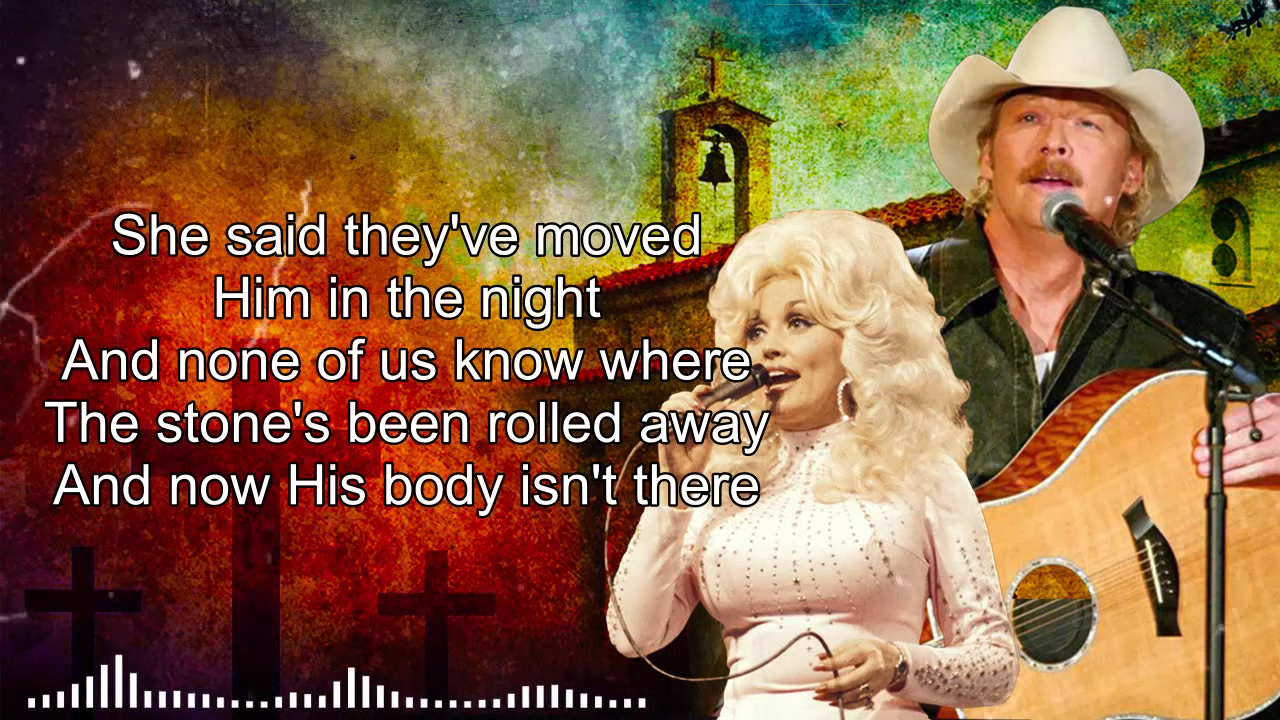 She said they've moved
Him in the night
And none of us know where
The stone's been rolled away
And now His body isn't there